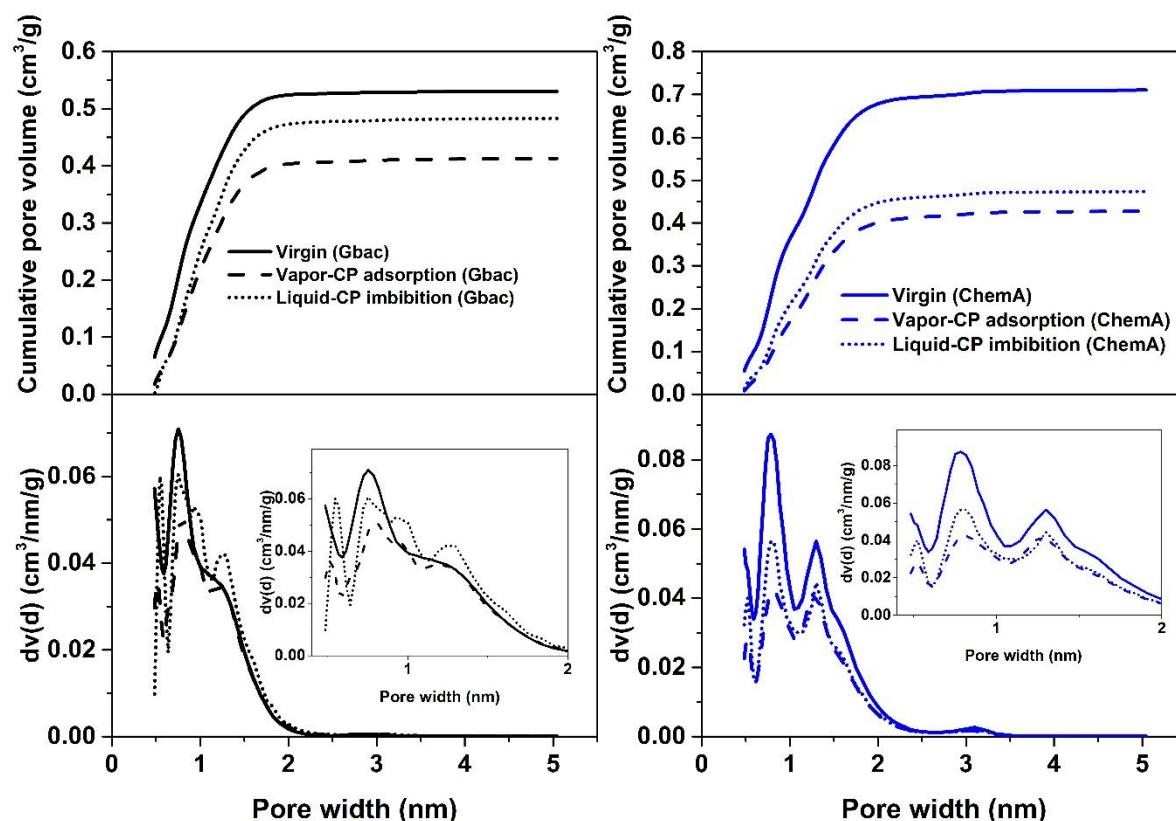 Cumulative pore volume (cm³/g)
0.6
0.5
0.4
0.3
0.2
0.1
0.0
Virgin (Gbac)
Vapor-CP adsorption (Gbac)
Liquid-CP imbibition (Gbac)
Cumulative pore volume (cm³/g)
0.8
0.7
0.6
0.5
0.4
0.3
0.2
0.1
0.0
Virgin (ChemA)
Vapor-CP adsorption (ChemA)
Liquid-CP imbibition (ChemA)
dv(d) (cm³/nm/g)
0.06
0.04
0.02
0.00
0 1 2 3 4 5
Pore width (nm)
dv(d) (cm³/nm/g)
0.06
0.04
0.02
0.00
1 2
Pore width (nm)
dv(d) (cm³/nm/g)
0.08
0.06
0.04
0.02
0.00
0 1 2 3 4 5
Pore width (nm)
dv(d) (cm³/nm/g)
0.08
0.06
0.04
0.02
0.00
1 2
Pore width (nm)